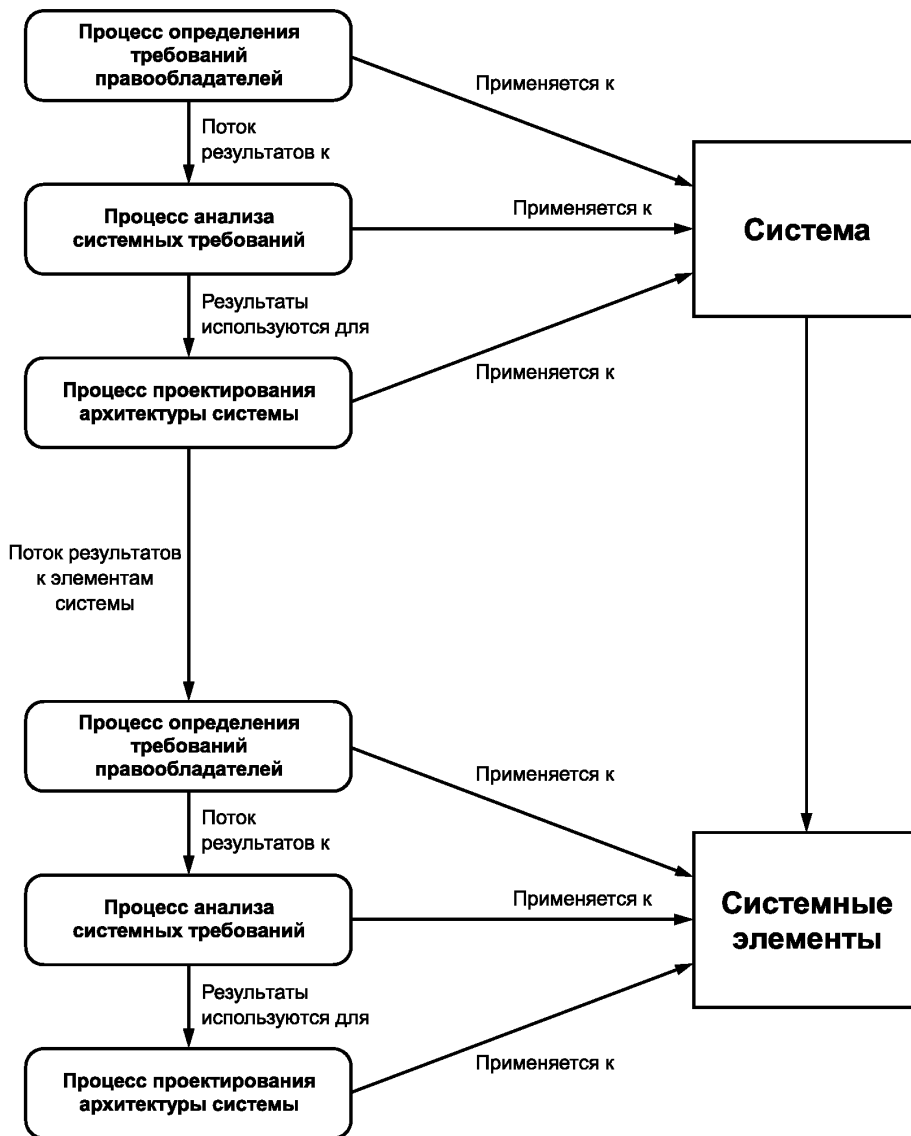 Процесс определения
требований
правообладателей
Применяется к
Поток
результатов к
Процесс анализа
системных требований
Применяется к
Система
Результаты
используются для
Процесс проектирования
архитектуры системы
Применяется к
Поток результатов
к элементам
системы
Процесс определения
требований
правообладателей
Применяется к
Поток
результатов к
Процесс анализа
системных требований
Применяется к
Системные
элементы
Результаты
используются для
Процесс проектирования
архитектуры системы
Применяется к